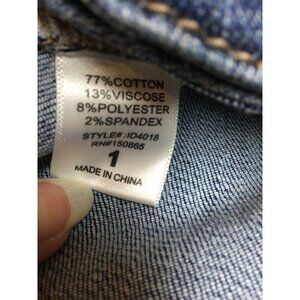 77%COTTON
13%VISCOSE
8%POLYESTER
2%SPANDEX
STYLE#:ID4018
RN#150865
1
MADE IN CHINA